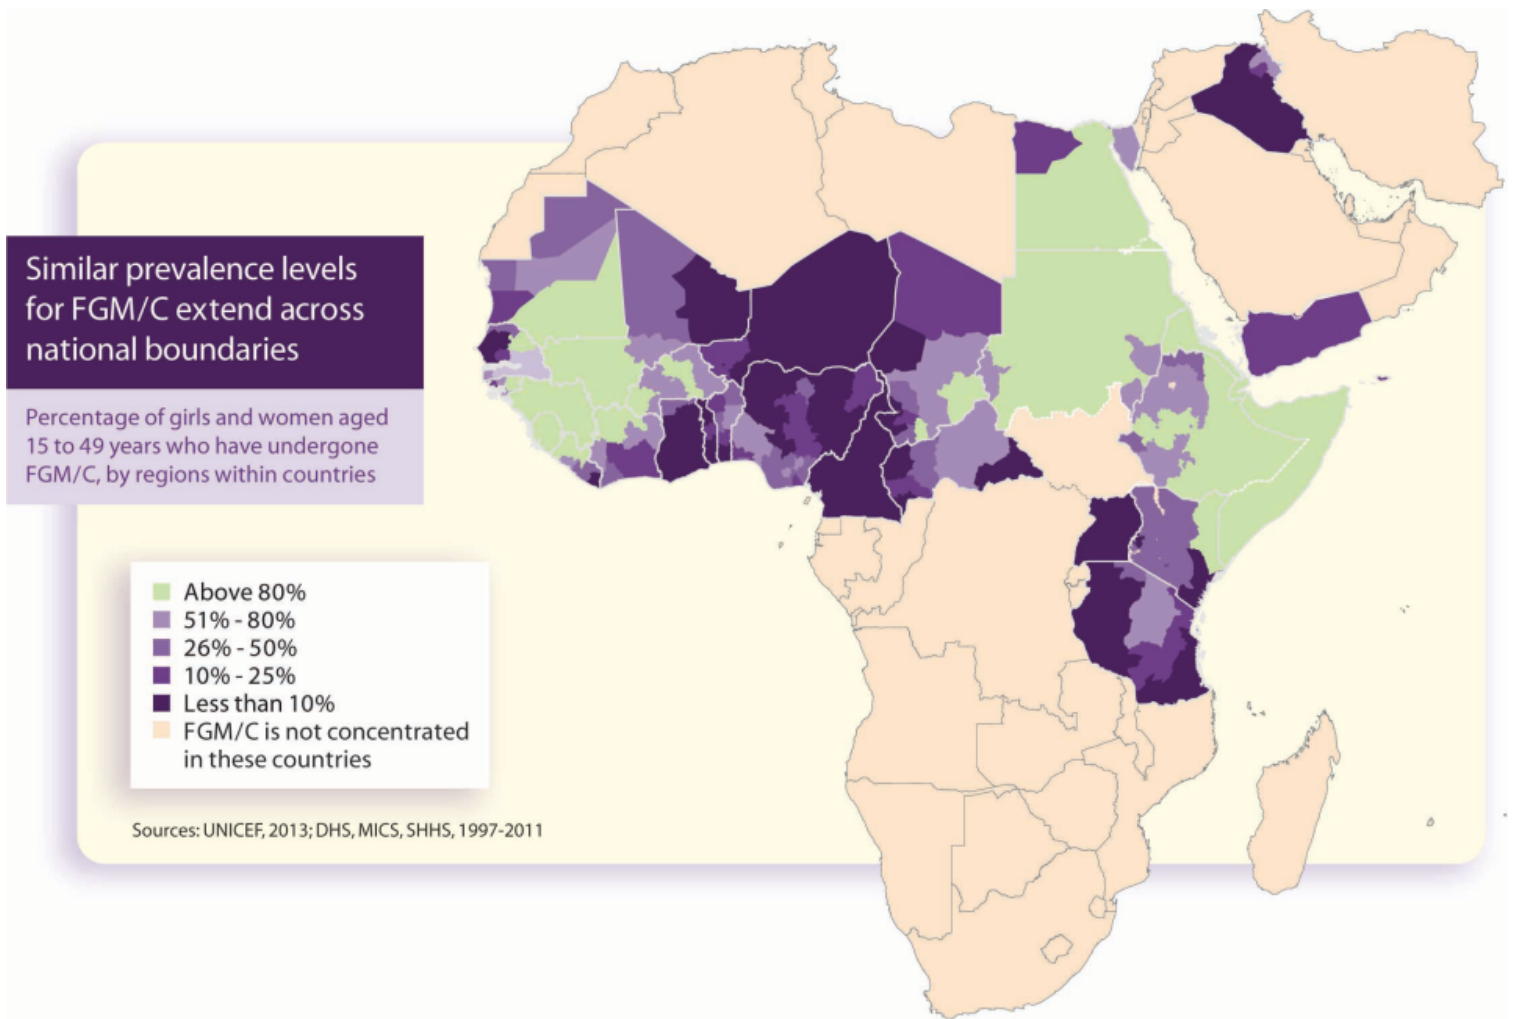 Similar prevalence levels
for FGM/C extend across
national boundaries
Percentage of girls and women aged
15 to 49 years who have undergone
FGM/C, by regions within countries
Above 80%
51% - 80%
26% - 50%
10% - 25%
Less than 10%
FGM/C is not concentrated
in these countries
Sources: UNICEF, 2013; DHS, MICS, SHHS, 1997-2011